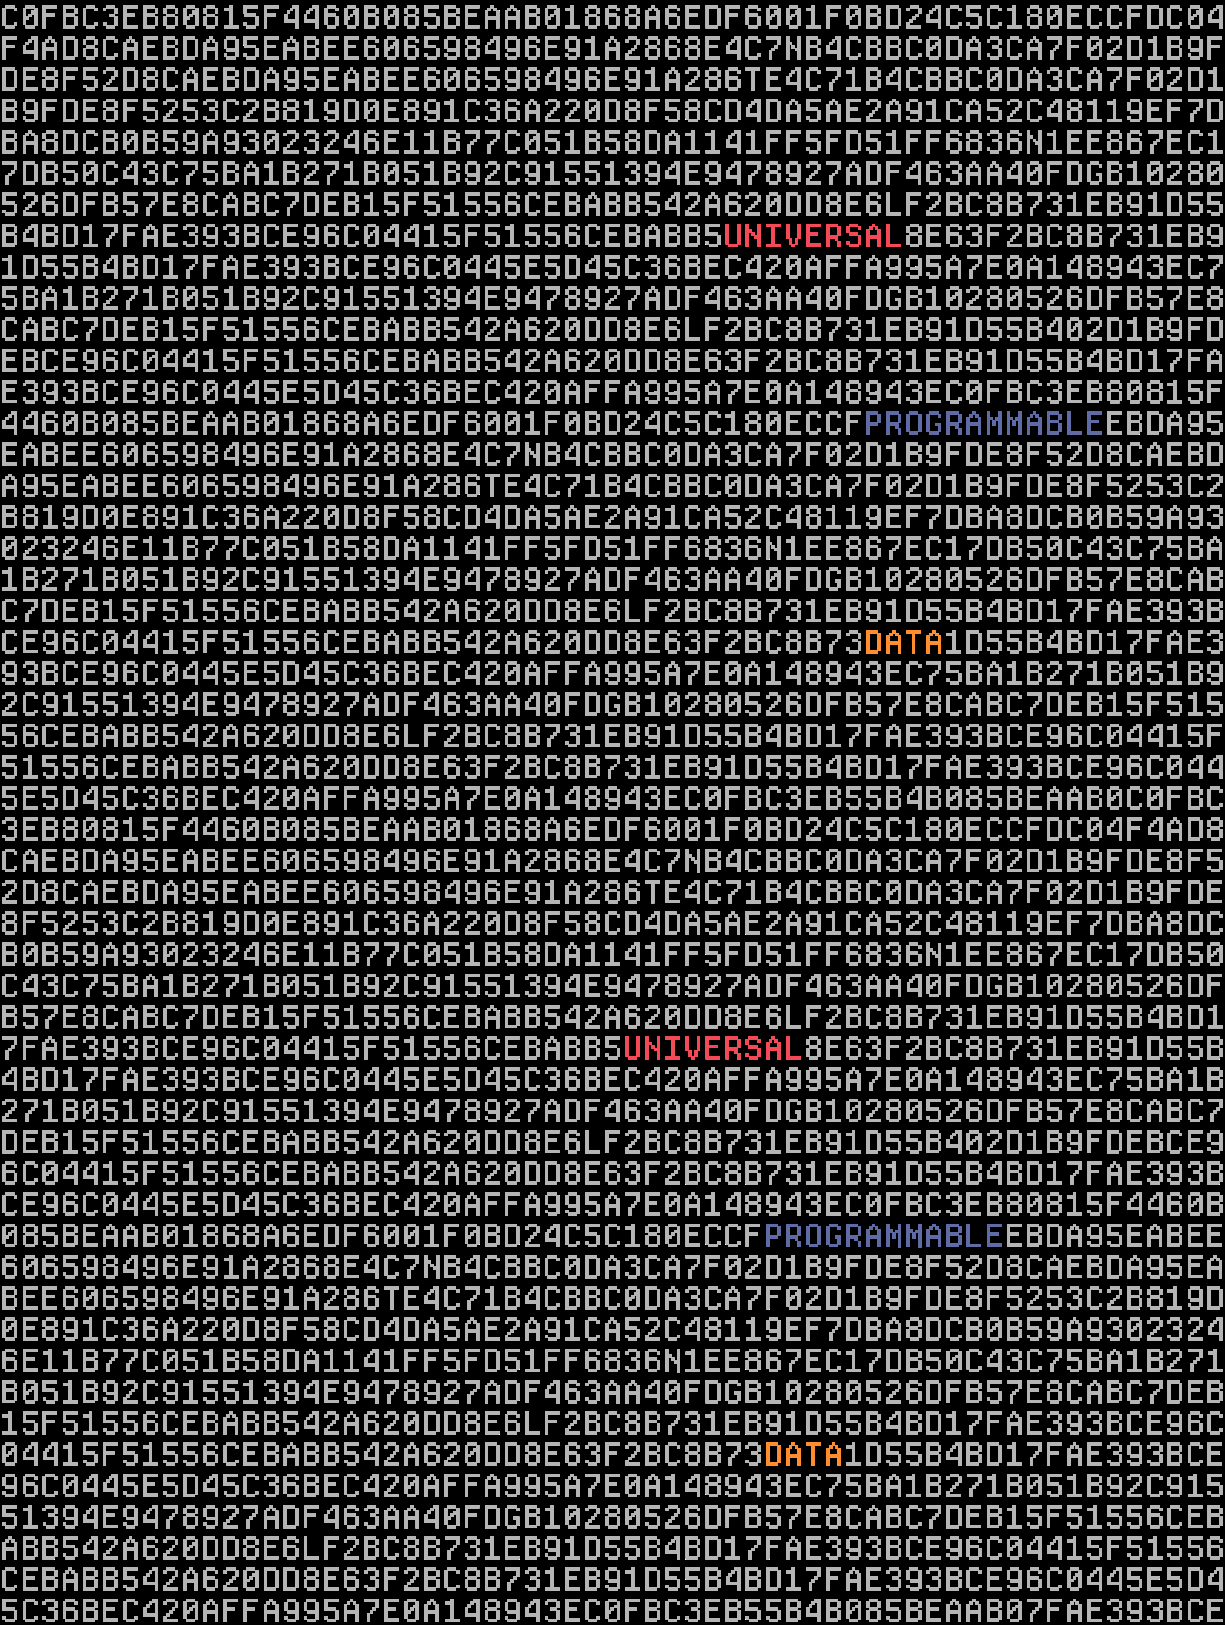 C0FBC3EB80815F4460B085BEAAB01868A6EDF6001F0BD24C5C180ECCFDC04
F4AD8CAEBDA95EABEE606598496E91A2868E4C7NB4CBBC0DA3CA7F02D1B9F
DE8F52D8CAEBDA95EABEE606598496E91A286TE4C71B4CBBC0DA3CA7F02D1
B9FDE8F5253C2B819D0E891C36A220D8F58CD4DA5AE2A91CA52C48119EF7D
BA8DCB0B59A93023246E11B77C051B58DA1141FF5FD51FF6836N1EE867EC1
7DB50C43C75BA1B271B051B92C91551394E9478927ADF463AA40FDGB10280
526DFB57E8CABC7DEB15F51556CEBABB542A620DD8E6LF2BC8B731EB91D55
B4BD17FAE393BCE96C04415F51556CEBABB5UNIVERSAL8E63F2BC8B731EB9
1D55B4BD17FAE393BCE96C0445E5D45C36BEC420AFFA995A7E0A148943EC7
5BA1B271B051B92C91551394E9478927ADF463AA40FDGB10280526DFB57E8
CABC7DEB15F51556CEBABB542A620DD8E6LF2BC8B731EB91D55B402D1B9FD
EBCE96C04415F51556CEBABB542A620DD8E63F2BC8B731EB91D55B4BD17FA
E393BCE96C0445E5D45C36BEC420AFFA995A7E0A148943EC0FBC3EB80815F
4460B085BEAAB01868A6EDF6001F0BD24C5C180ECCFPROGRAMMABLEEBDA95
EABEE606598496E91A2868E4C7NB4CBBC0DA3CA7F02D1B9FDE8F52D8CAEBD
A95EABEE606598496E91A286TE4C71B4CBBC0DA3CA7F02D1B9FDE8F5253C2
B819D0E891C36A220D8F58CD4DA5AE2A91CA52C48119EF7DBA8DCB0B59A93
023246E11B77C051B58DA1141FF5FD51FF6836N1EE867EC17DB50C43C75BA
1B271B051B92C91551394E9478927ADF463AA40FDGB10280526DFB57E8CAB
C7DEB15F51556CEBABB542A620DD8E6LF2BC8B731EB91D55B4BD17FAE393B
CE96C04415F51556CEBABB542A620DD8E63F2BC8B73DATA1D55B4BD17FAE3
93BCE96C0445E5D45C36BEC420AFFA995A7E0A148943EC75BA1B271B051B9
2C91551394E9478927ADF463AA40FDGB10280526DFB57E8CABC7DEB15F515
56CEBABB542A620DD8E6LF2BC8B731EB91D55B4BD17FAE393BCE96C04415F
51556CEBABB542A620DD8E63F2BC8B731EB91D55B4BD17FAE393BCE96C044
5E5D45C36BEC420AFFA995A7E0A148943EC0FBC3EB55B4B085BEAAB0C0FBC
3EB80815F4460B085BEAAB01868A6EDF6001F0BD24C5C180ECCFDC04F4AD8
CAEBDA95EABEE606598496E91A2868E4C7NB4CBBC0DA3CA7F02D1B9FDE8F5
2D8CAEBDA95EABEE606598496E91A286TE4C71B4CBBC0DA3CA7F02D1B9FDE
8F5253C2B819D0E891C36A220D8F58CD4DA5AE2A91CA52C48119EF7DBA8DC
B0B59A93023246E11B77C051B58DA1141FF5FD51FF6836N1EE867EC17DB50
C43C75BA1B271B051B92C91551394E9478927ADF463AA40FDGB10280526DF
B57E8CABC7DEB15F51556CEBABB542A620DD8E6LF2BC8B731EB91D55B4BD1
7FAE393BCE96C04415F51556CEBABB5UNIVERSAL8E63F2BC8B731EB91D55B
4BD17FAE393BCE96C0445E5D45C36BEC420AFFA995A7E0A148943EC75BA1B
271B051B92C91551394E9478927ADF463AA40FDGB10280526DFB57E8CABC7
DEB15F51556CEBABB542A620DD8E6LF2BC8B731EB91D55B402D1B9FDEBCE9
6C04415F51556CEBABB542A620DD8E63F2BC8B731EB91D55B4BD17FAE393B
CE96C0445E5D45C36BEC420AFFA995A7E0A148943EC0FBC3EB80815F4460B
085BEAAB01868A6EDF6001F0BD24C5C180ECCFPROGRAMMABLEEBDA95EABEE
606598496E91A2868E4C7NB4CBBC0DA3CA7F02D1B9FDE8F52D8CAEBDA95EA
BEE606598496E91A286TE4C71B4CBBC0DA3CA7F02D1B9FDE8F5253C2B819D
0E891C36A220D8F58CD4DA5AE2A91CA52C48119EF7DBA8DCB0B59A9302324
6E11B77C051B58DA1141FF5FD51FF6836N1EE867EC17DB50C43C75BA1B271
B051B92C91551394E9478927ADF463AA40FDGB10280526DFB57E8CABC7DEB
15F51556CEBABB542A620DD8E6LF2BC8B731EB91D55B4BD17FAE393BCE96C
04415F51556CEBABB542A620DD8E63F2BC8B73DATA1D55B4BD17FAE393BCE
96C0445E5D45C36BEC420AFFA995A7E0A148943EC75BA1B271B051B92C915
51394E9478927ADF463AA40FDGB10280526DFB57E8CABC7DEB15F51556CEB
ABB542A620DD8E6LF2BC8B731EB91D55B4BD17FAE393BCE96C04415F51556
CEBABB542A620DD8E63F2BC8B731EB91D55B4BD17FAE393BCE96C0445E5D4
5C36BEC420AFFA995A7E0A148943EC0FBC3EB55B4B085BEAAB07FAE393BCE